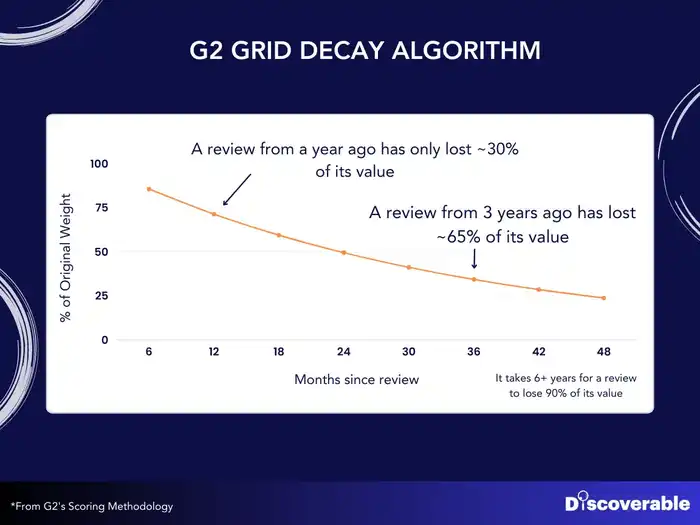 G2 GRID DECAY ALGORITHM
A review from a year ago has only lost ~30%
of its value
A review from 3 years ago has lost
~65% of its value
% of Original Weight
100
75
50
25
0
6 12 18 24 30 36 42 48
Months since review
It takes 6+ years for a review
to lose 90% of its value
*From G2's Scoring Methodology
Discoverable